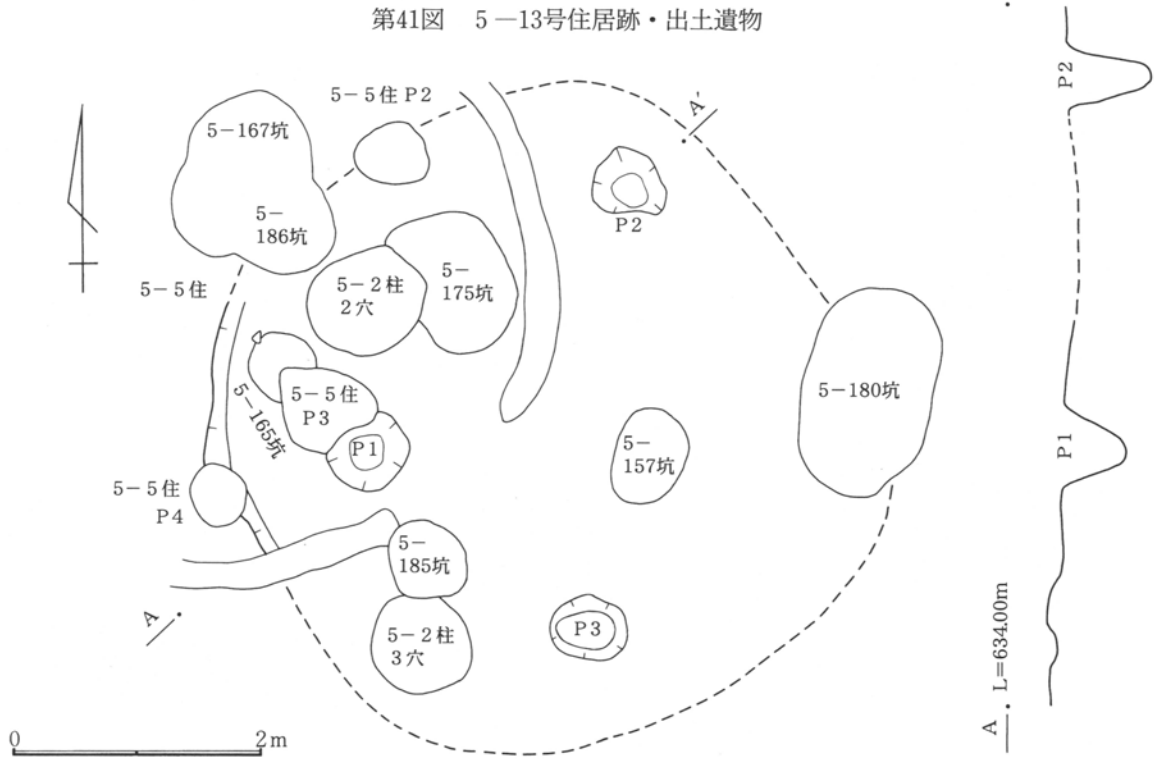 第41図 5－13号住居跡・出土遺物
5－5住 P2
A′
P2
5－167坑
5－
186坑
P2
5－5住
5－2柱
2穴
5－
175坑
5－165坑
5－5住
P3
P1
5－180坑
5－
157坑
P1
5－5住
P4
5－
185坑
A
5－2柱
3穴
P3
A L=634.00m
0 2m